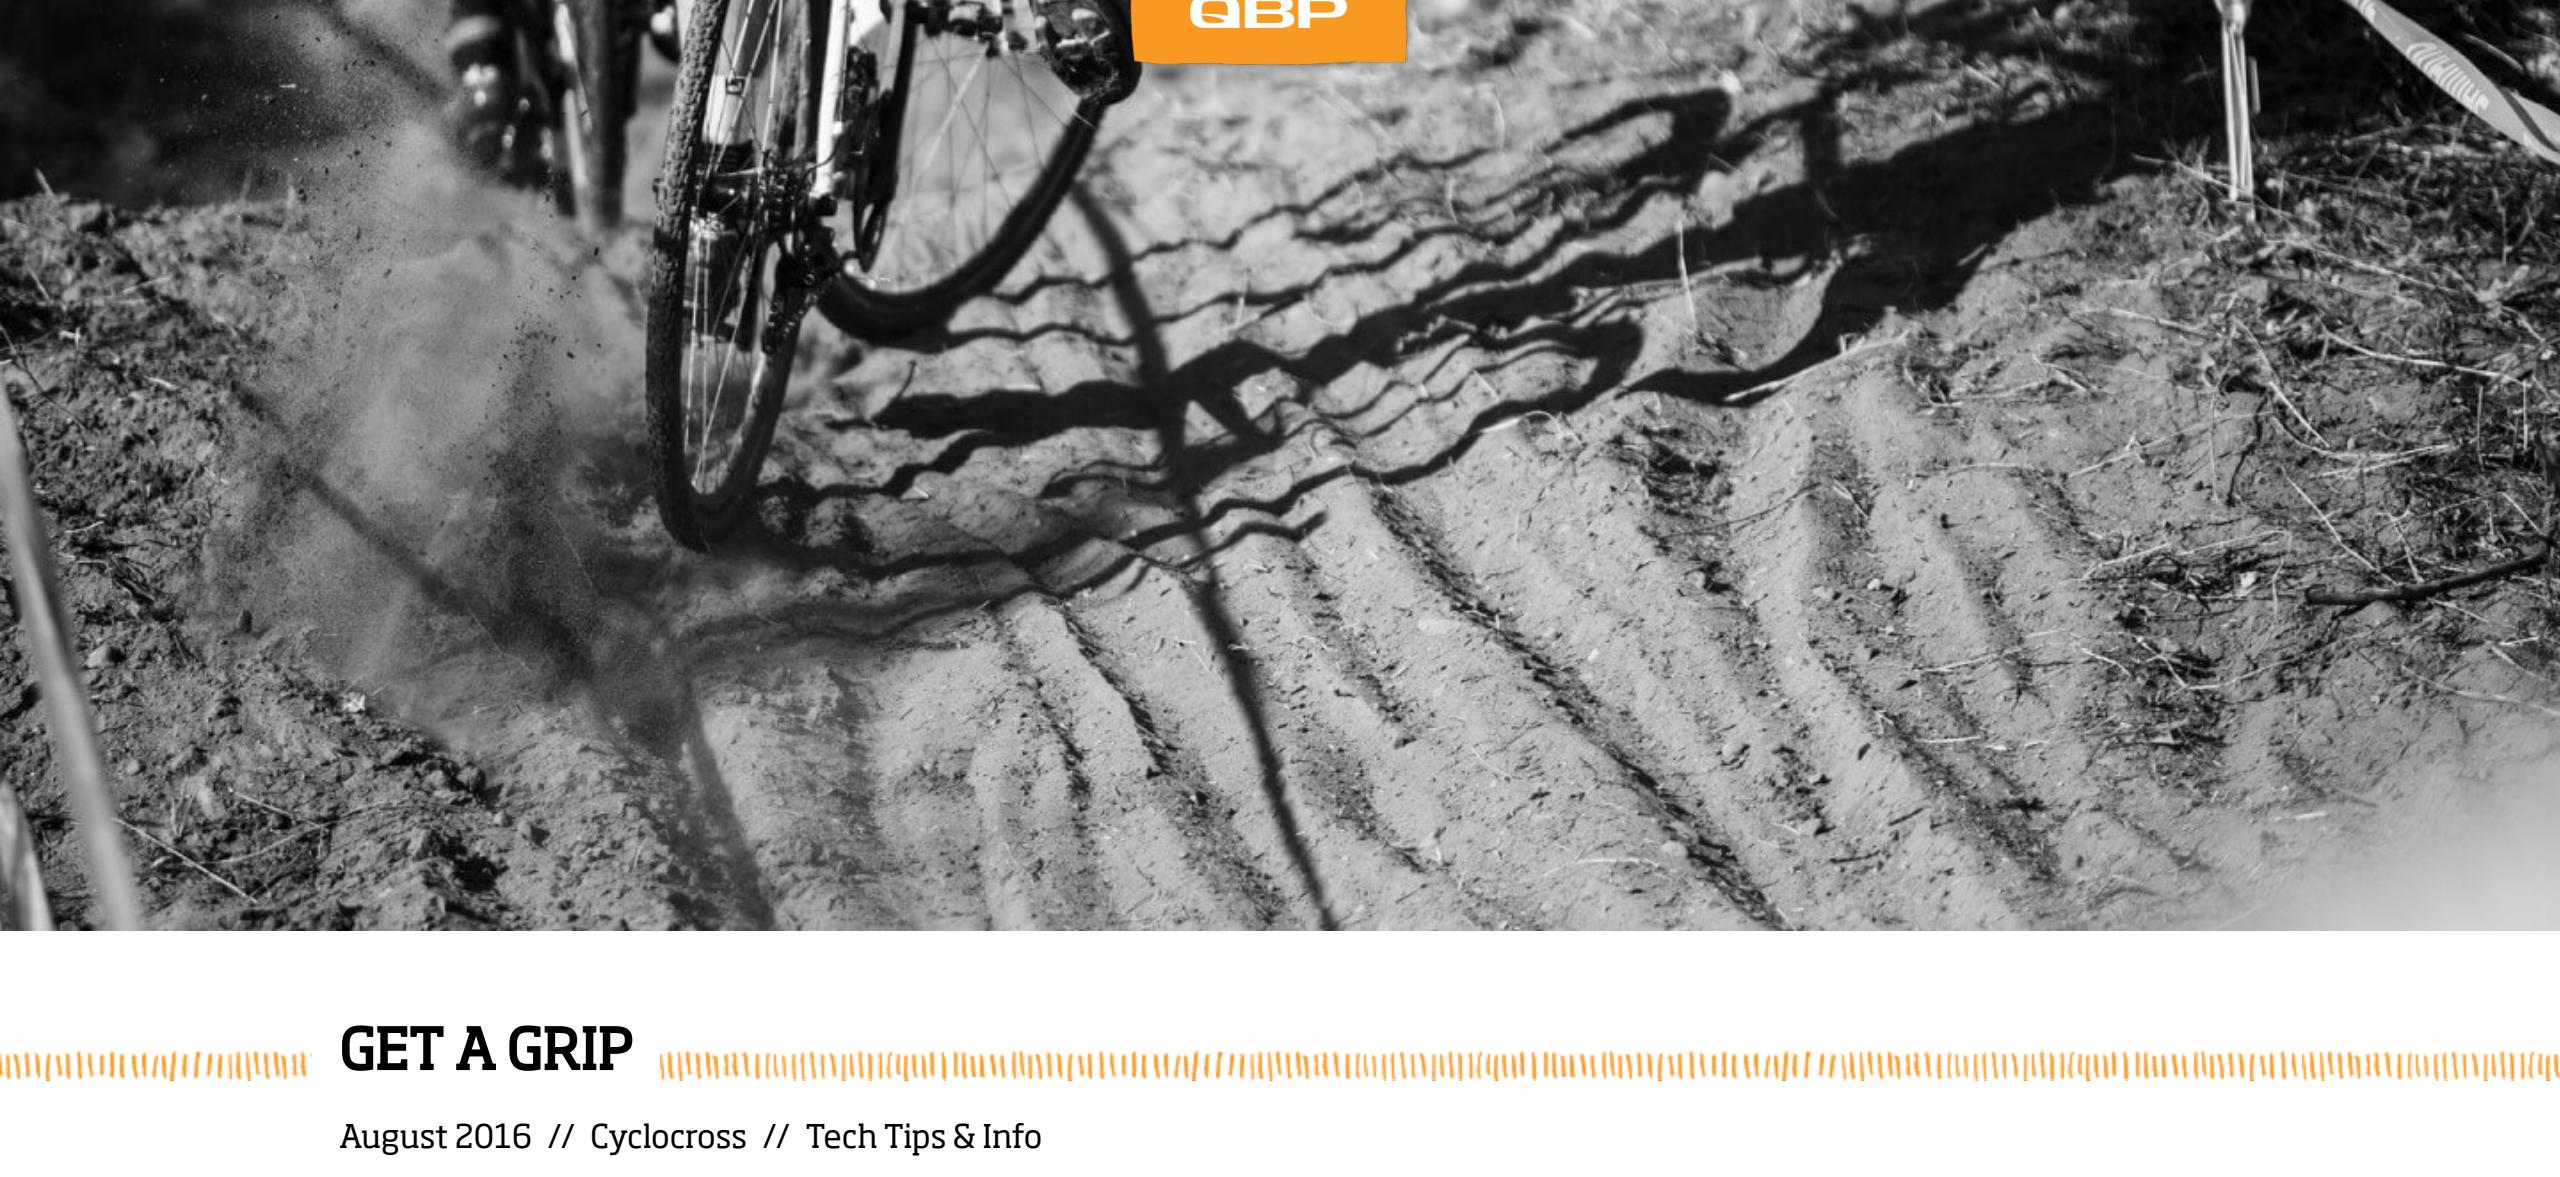 QBP
GET A GRIP
August 2016 // Cyclocross // Tech Tips & Info